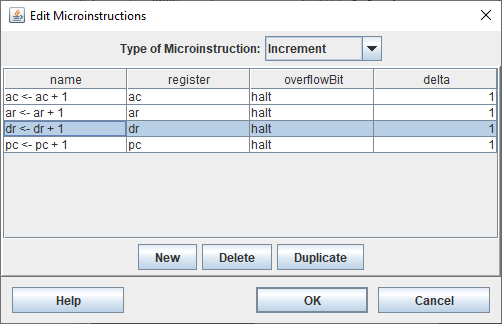 Edit Microinstructions
Type of Microinstruction: Increment
name register overflowBit delta
ac <- ac + 1 ac halt 1
ar <- ar + 1 ar halt 1
dr <- dr + 1 dr halt 1
pc <- pc + 1 pc halt 1
New Delete Duplicate
Help OK Cancel